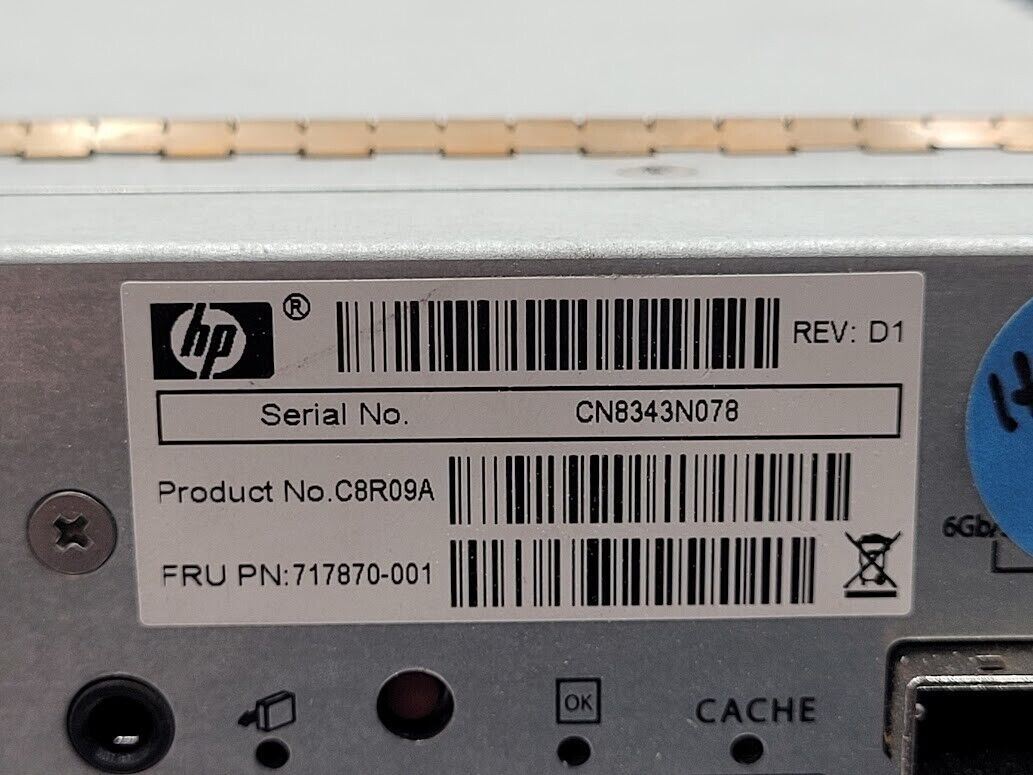 hp ®
REV: D1
Serial No. CN8343N078
Product No.C8R09A
FRU PN:717870-001
6Gb/
OK
CACHE